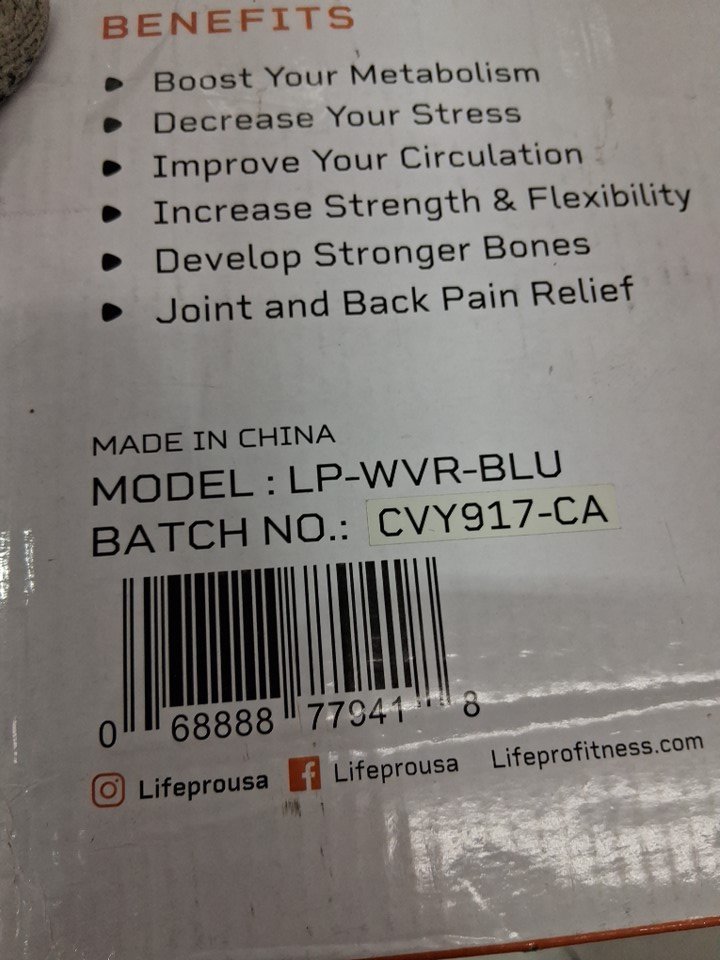 BENEFITS
Boost Your Metabolism
Decrease Your Stress
Improve Your Circulation
Increase Strength & Flexibility
Develop Stronger Bones
Joint and Back Pain Relief
MADE IN CHINA
MODEL : LP-WVR-BLU
BATCH NO.: CVY917-CA
0 68888 77941 8
Lifeprousa Lifeprousa Lifeprofitness.com